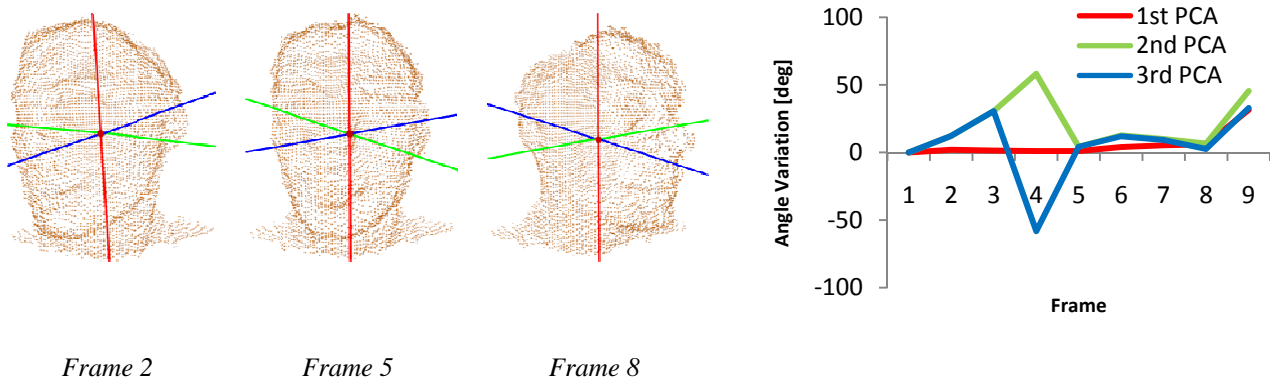 Frame 2
Frame 5
Frame 8
1st PCA
2nd PCA
3rd PCA
Angle Variation [deg]
100
50
0
-50
-100
1 2 3 4 5 6 7 8 9
Frame